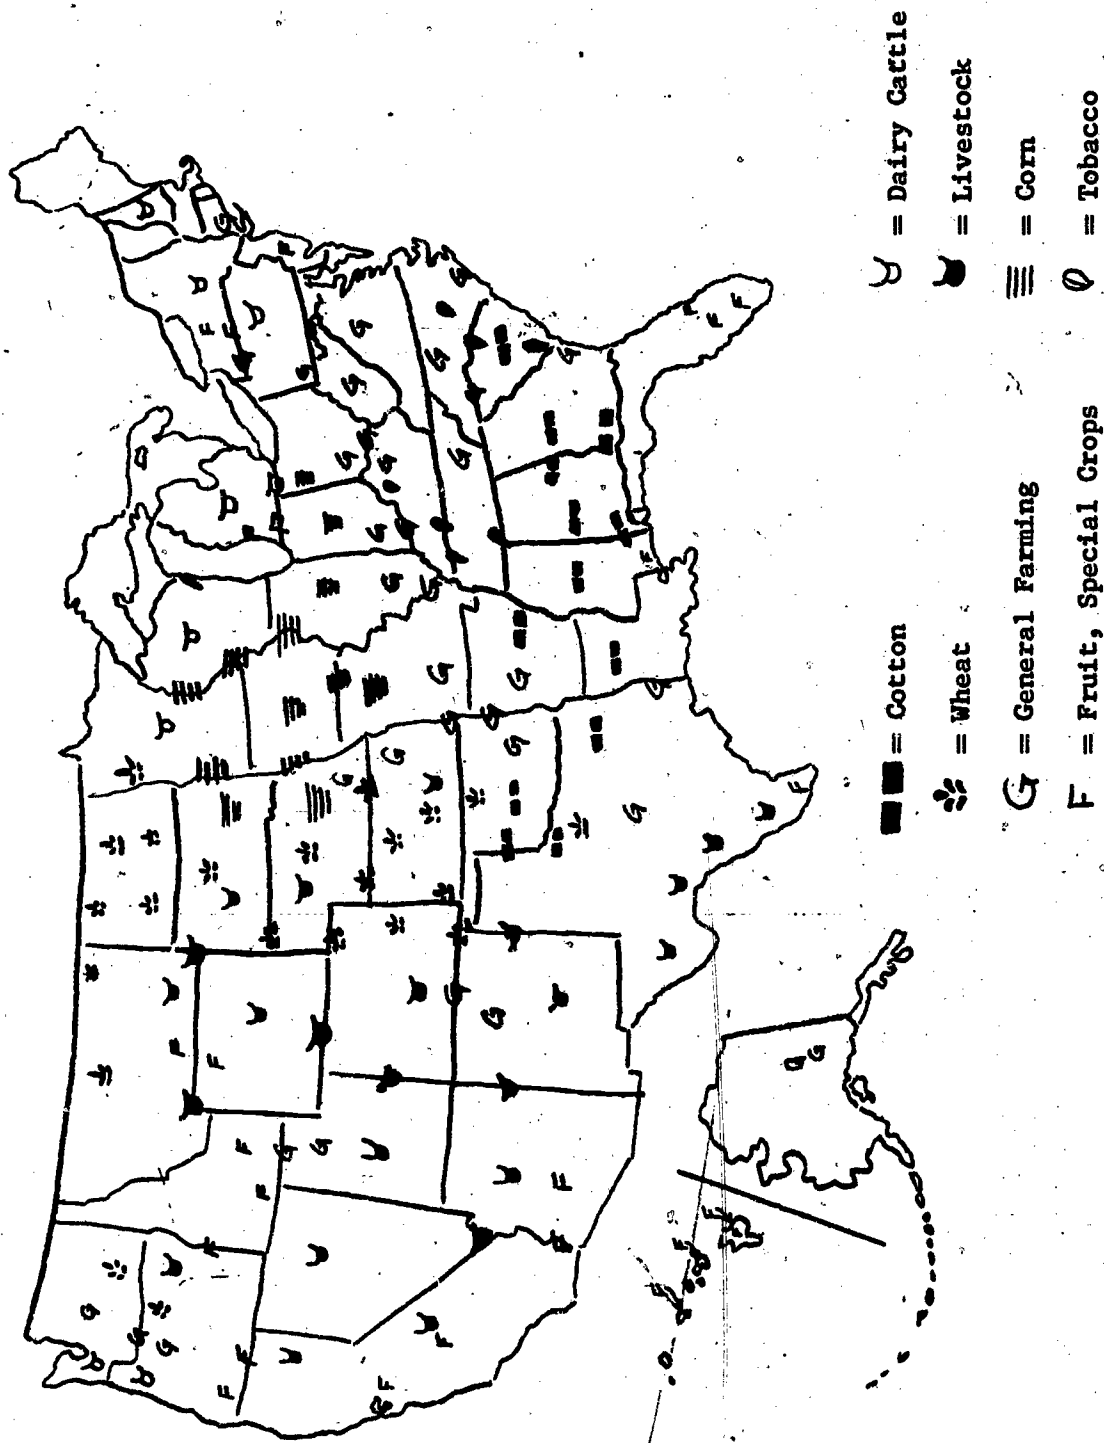 = Cotton
= Wheat
G = General Farming
F = Fruit, Special Crops
= Dairy Cattle
= Livestock
= Corn
= Tobacco